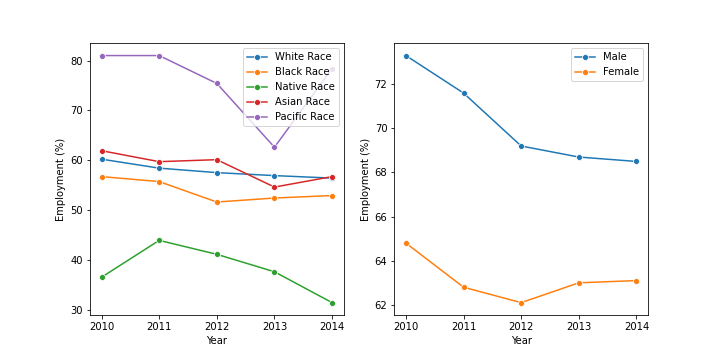 80
70
60
50
40
30
Employment (%)
2010 2011 2012 2013 2014
Year
White Race
Black Race
Native Race
Asian Race
Pacific Race
72
70
68
66
64
62
Employment (%)
2010 2011 2012 2013 2014
Year
Male
Female